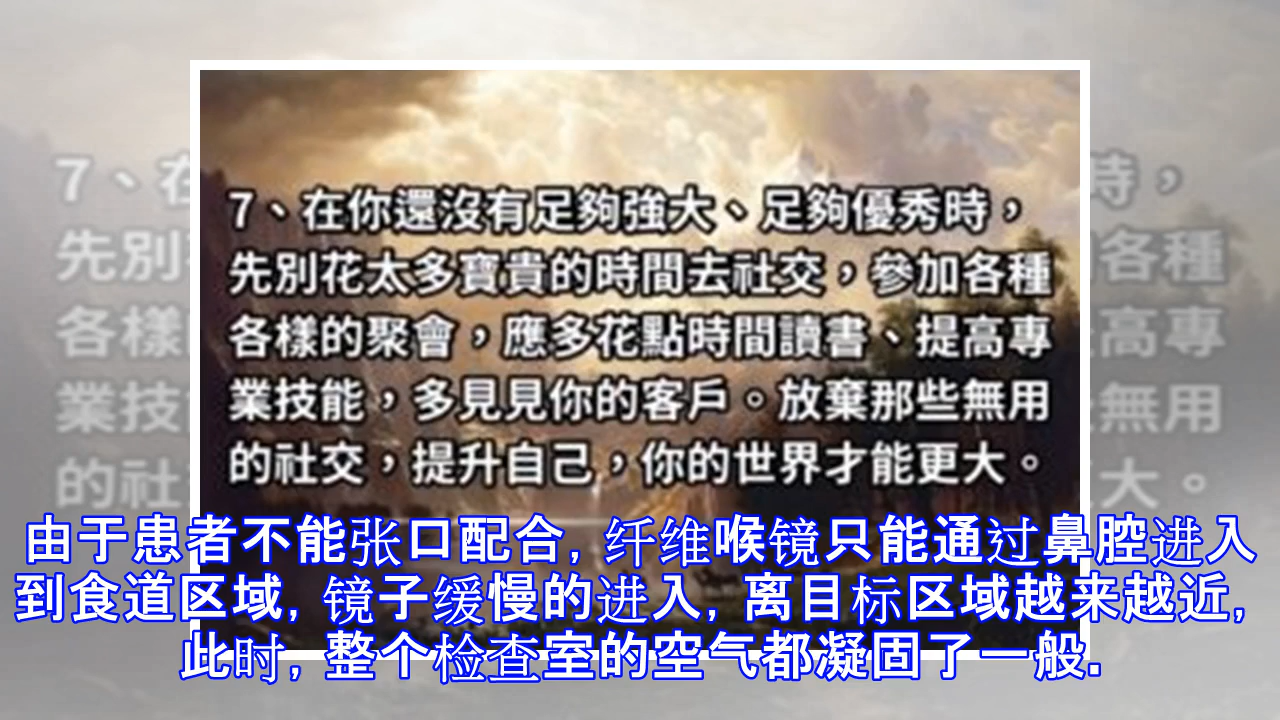 7、在你還沒有足夠強大、足夠優秀時，
先別花太多寶貴的時間去社交，參加各種
各樣的聚會，應多花點時間讀書、提高專
業技能，多見見你的客戶。放棄那些無用
的社交，提升自己，你的世界才能更大。
由于患者不能张口配合,纤维喉镜只能通过鼻腔进入
到食道区域,镜子缓慢的进入,离目标区域越来越近,
此时,整个检查室的空气都凝固了一般.